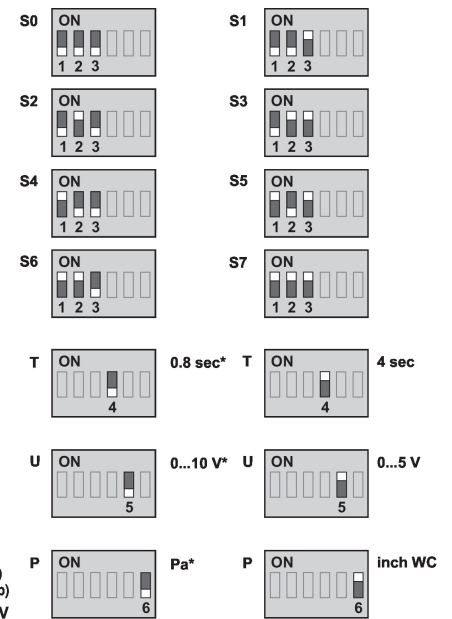 S0 ON S1 ON
1 2 3 1 2 3
S2 ON S3 ON
1 2 3 1 2 3
S4 ON S5 ON
1 2 3 1 2 3
S6 ON S7 ON
1 2 3 1 2 3
T ON 0.8 sec* T ON 4 sec
4 4
U ON 0...10 V* U ON 0...5 V
5 5
P ON Pa* P ON inch WC
)
o)
V 6 6